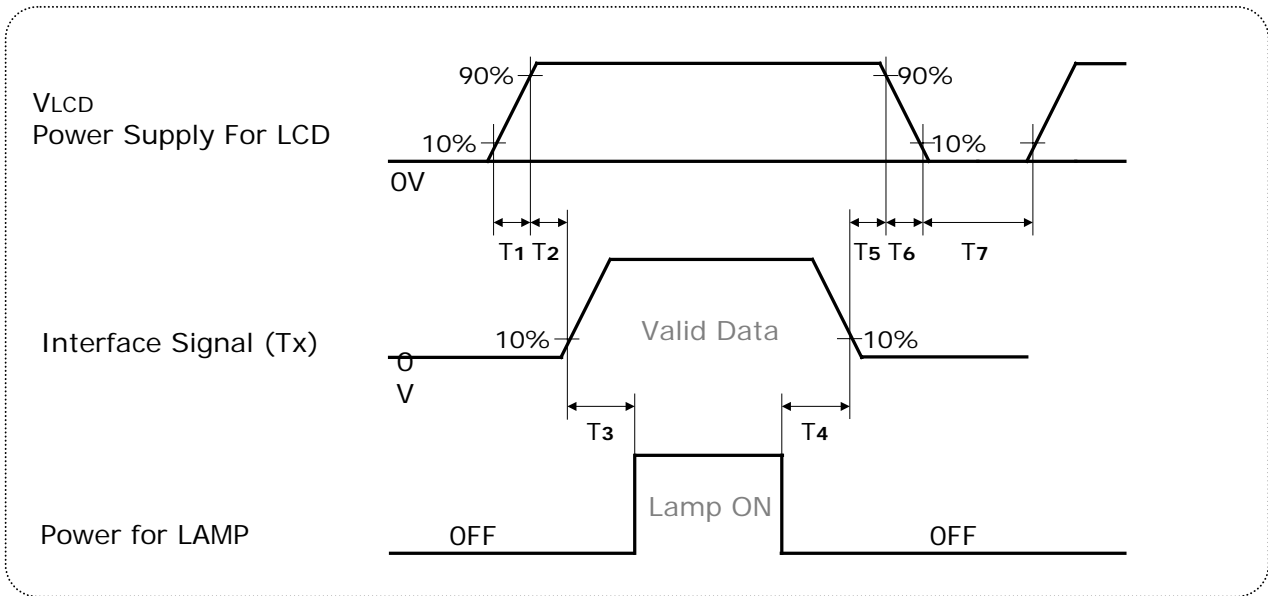 90%
90%
VLCD
Power Supply For LCD
10%
10%
0V
T1 T2
T5 T6
T7
Interface Signal (Tx)
10%
Valid Data
10%
0
V
T3
T4
Power for LAMP
OFF
Lamp ON
OFF